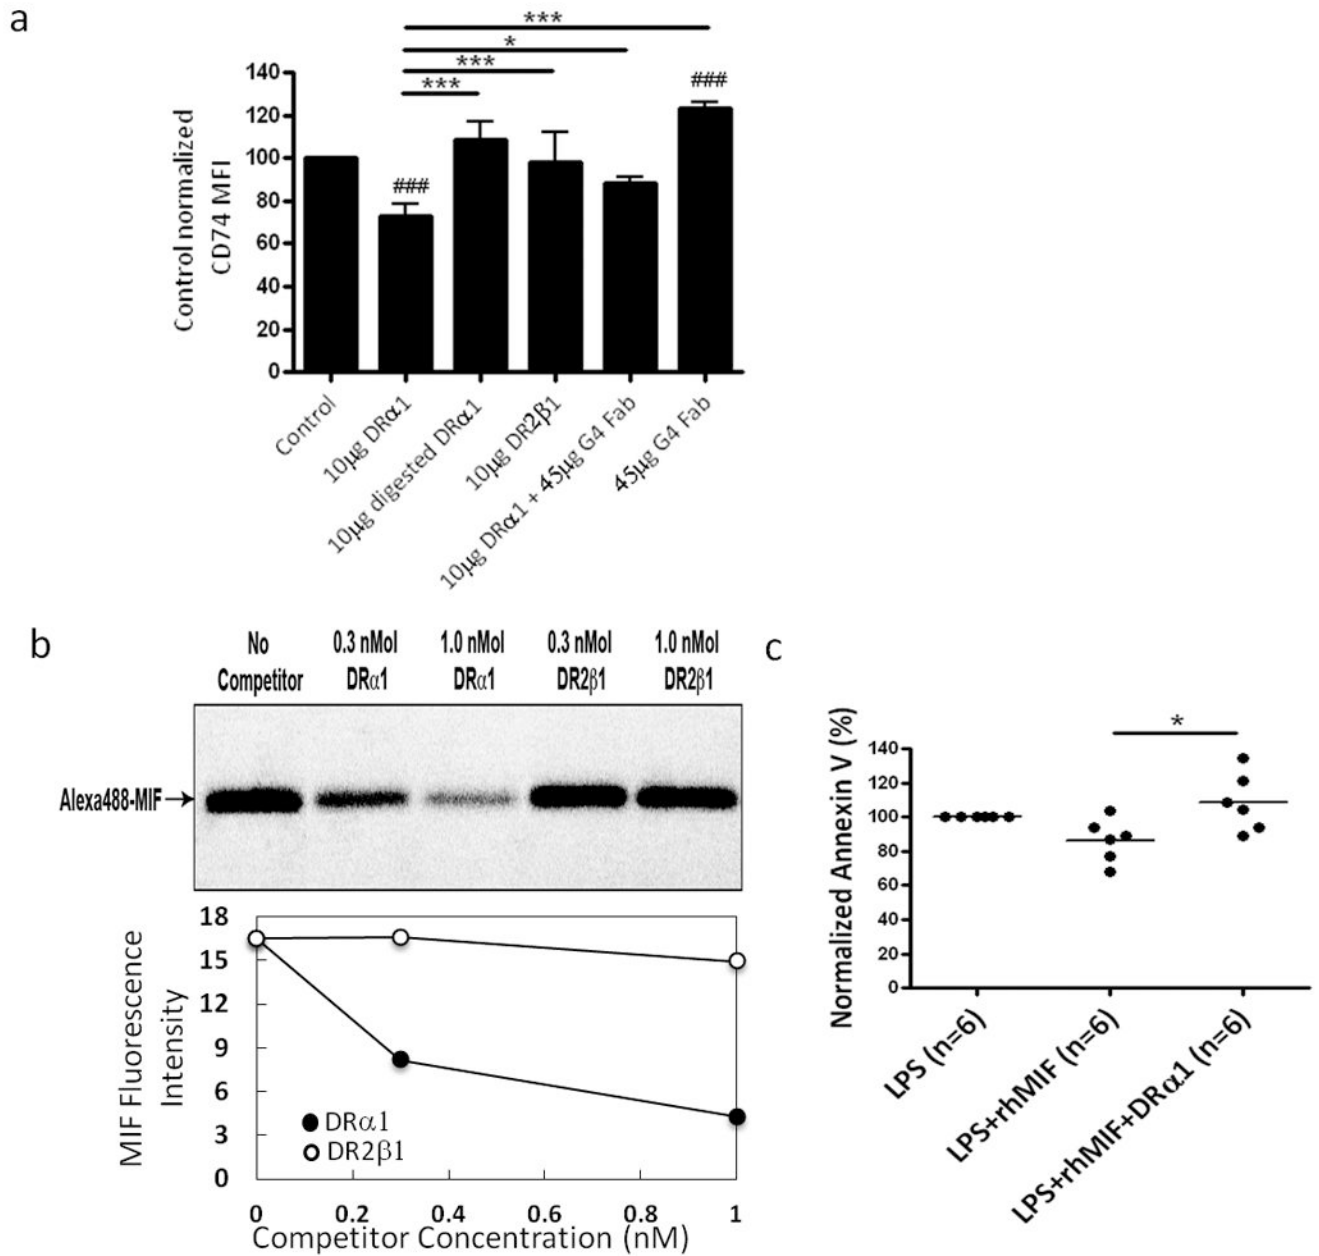 a
***
*
***
***
###
###
140
120
100
80
60
40
20
0
Control normalized
CD74 MFI
Control
10µg DRα1
10µg digested DRα1
10µg DR2β1
10µg DRα1 + 45µg G4 Fab
45µg G4 Fab
b
No
Competitor
0.3 nMol
DRα1
1.0 nMol
DRα1
0.3 nMol
DR2β1
1.0 nMol
DR2β1
Alexa488-MIF
18
15
12
9
6
3
0
MIF Fluorescence
Intensity
DRα1
DR2β1
0 0.2 0.4 0.6 0.8 1
Competitor Concentration (nM)
c
*
140
120
100
80
60
40
20
0
Normalized Annexin V (%)
LPS (n=6)
LPS+rhMIF (n=6)
LPS+rhMIF+DRα1 (n=6)